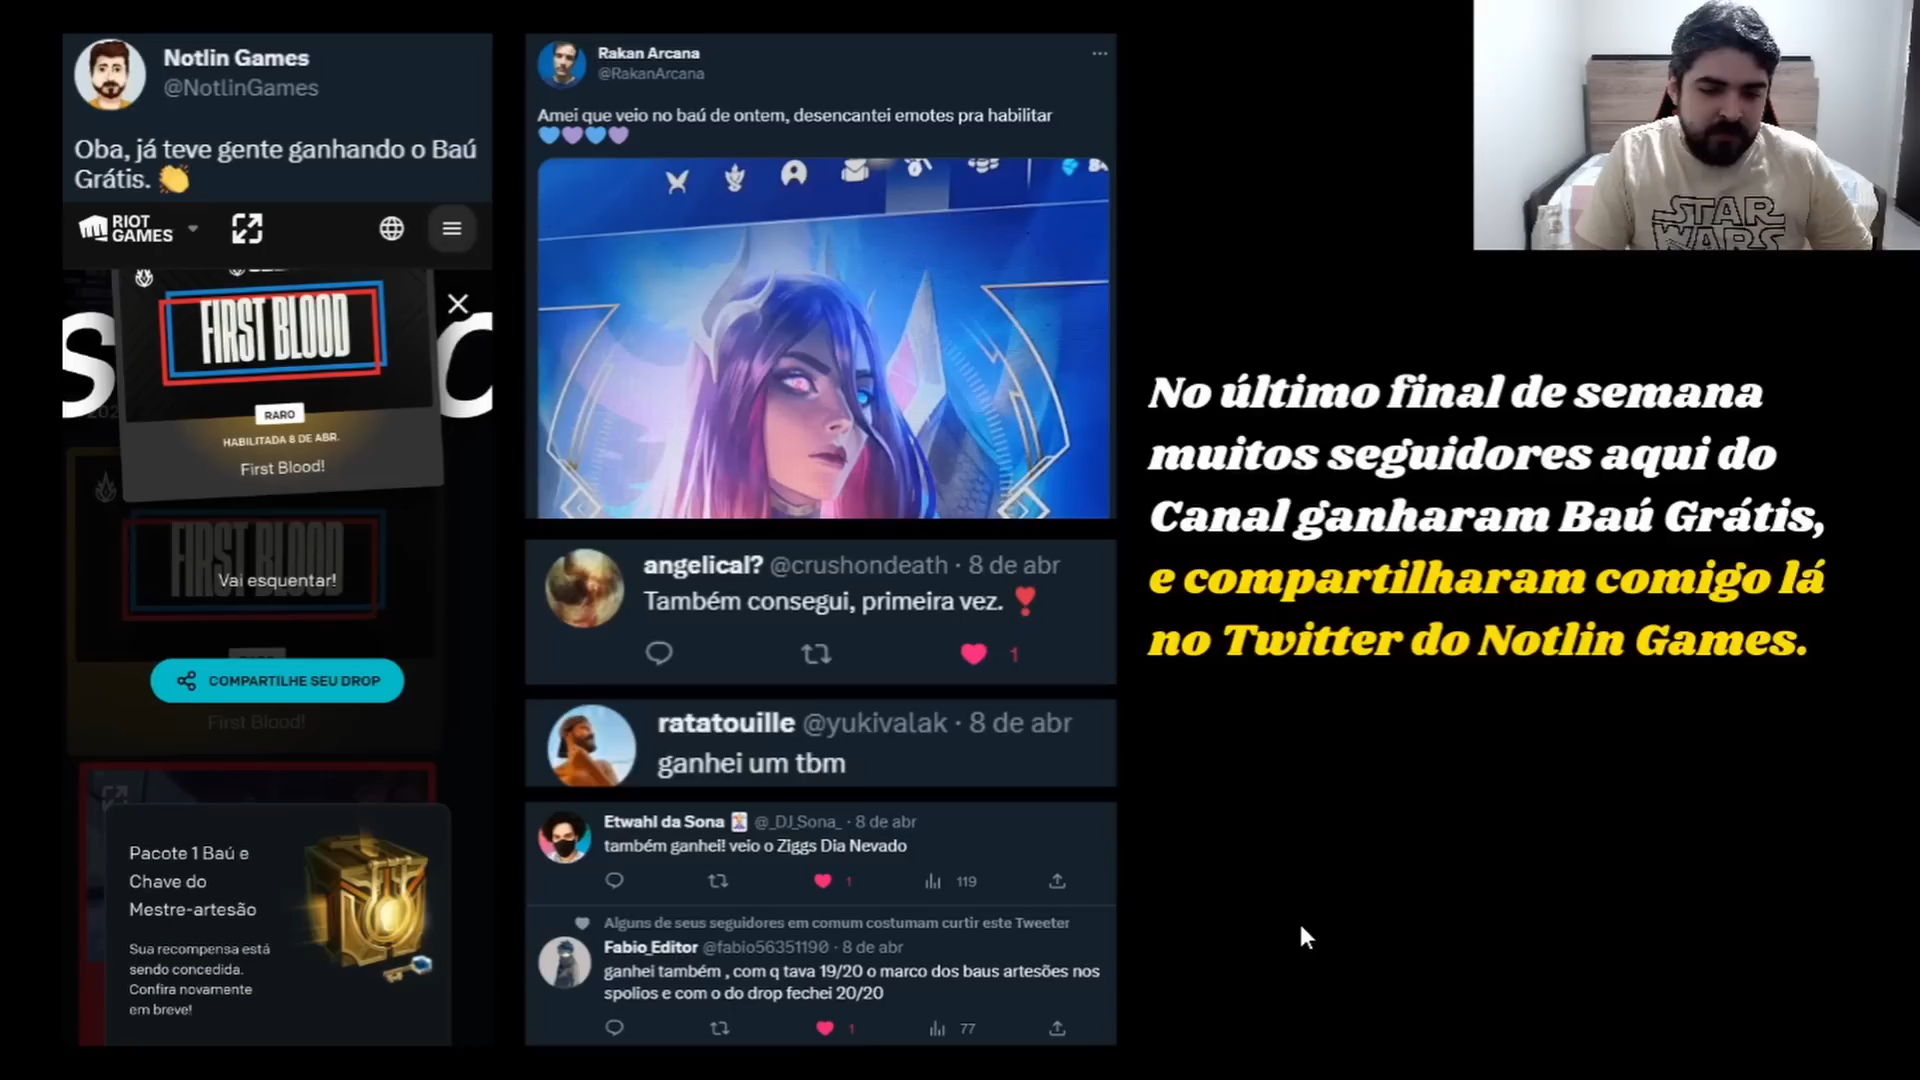 Notlin Games
@NotlinGames
Oba, já teve gente ganhando o Baú
Grátis. 👏
RIOT
GAMES
FIRST BLOOD
RARO
HABILITADA 8 DE ABR.
First Blood!
FIRST BLOOD
Vai esquentar!
COMPARTILHE SEU DROP
First Blood!
Pacote 1 Baú e
Chave do
Mestre-artesão
Sua recompensa está
sendo concedida.
Confira novamente
em breve!
Rakan Arcana
@RakanArcana
Amei que veio no baú de ontem, desencantei emotes pra habilitar
💙💜💙💜
angelical? @crushondeath · 8 de abr
Também consegui, primeira vez. ❣️
1
ratatouille @yukivalak · 8 de abr
ganhei um tbm
Etwahl da Sona 🃏 @_DJ_Sona_ · 8 de abr
também ganhei! veio o Ziggs Dia Nevado
1 119
Alguns de seus seguidores em comum costumam curtir este Tweeter
Fabio_Editor @fabio56351190 · 8 de abr
ganhei também , com q tava 19/20 o marco dos baus artesões nos
spolios e com o do drop fechei 20/20
1 77
STAR
WARS
No último final de semana
muitos seguidores aqui do
Canal ganharam Baú Grátis,
e compartilharam comigo lá
no Twitter do Notlin Games.